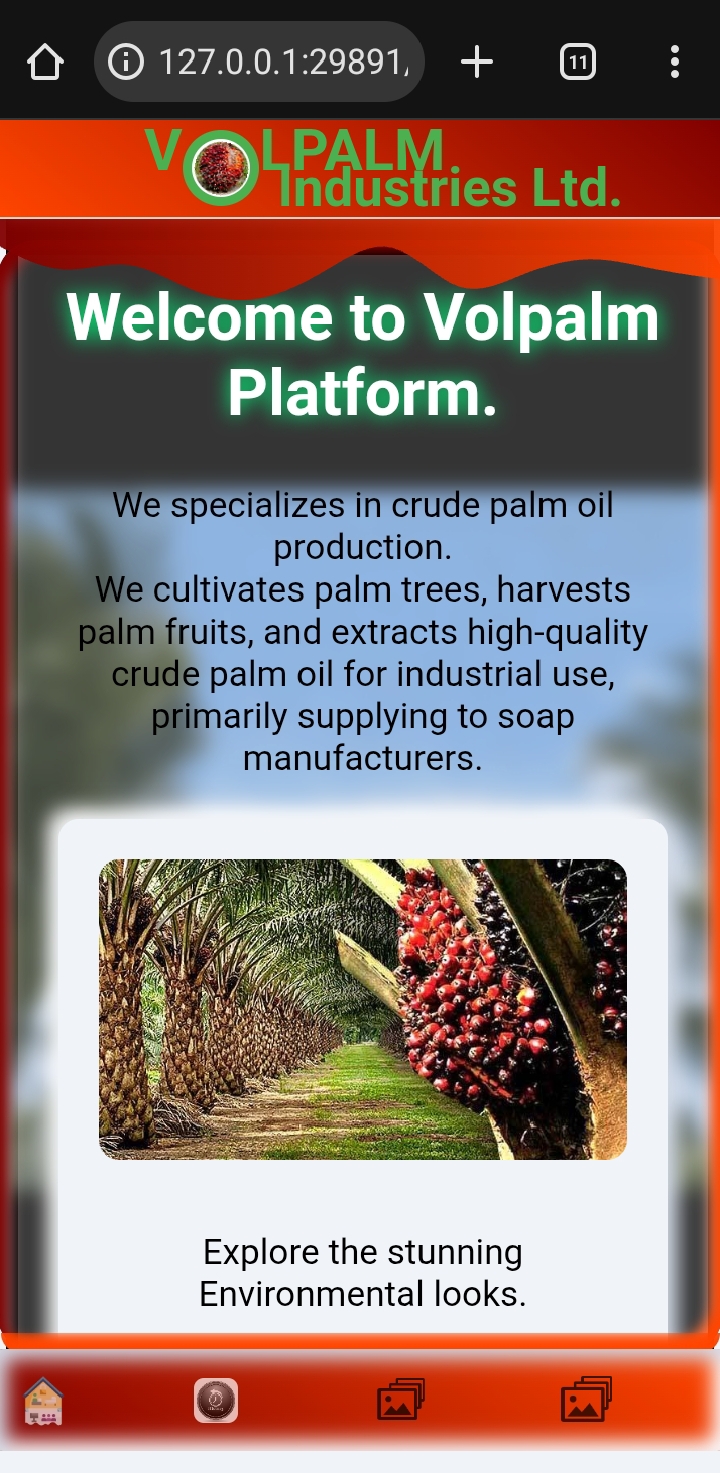 127.0.0.1:29891/
11
VOLPALM
Industries Ltd.
Welcome to Volpalm
Platform.
We specializes in crude palm oil
production.
We cultivates palm trees, harvests
palm fruits, and extracts high-quality
crude palm oil for industrial use,
primarily supplying to soap
manufacturers.
Explore the stunning
Environmental looks.